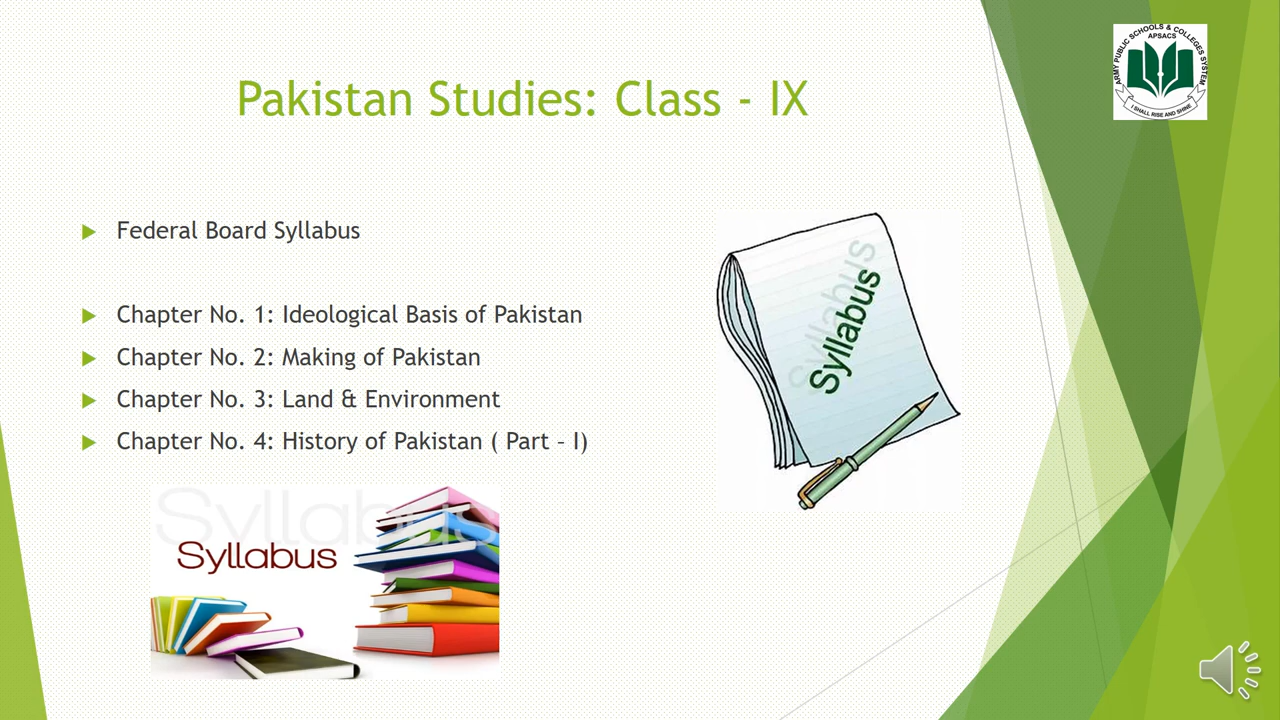 Pakistan Studies: Class - IX
ARMY PUBLIC SCHOOLS & COLLEGES SYSTEM
APSACS
I SHALL RISE AND SHINE
Federal Board Syllabus
Chapter No. 1: Ideological Basis of Pakistan
Chapter No. 2: Making of Pakistan
Chapter No. 3: Land & Environment
Chapter No. 4: History of Pakistan ( Part – I)
Syllabus
Syllabus
Syllabus
Syllabus